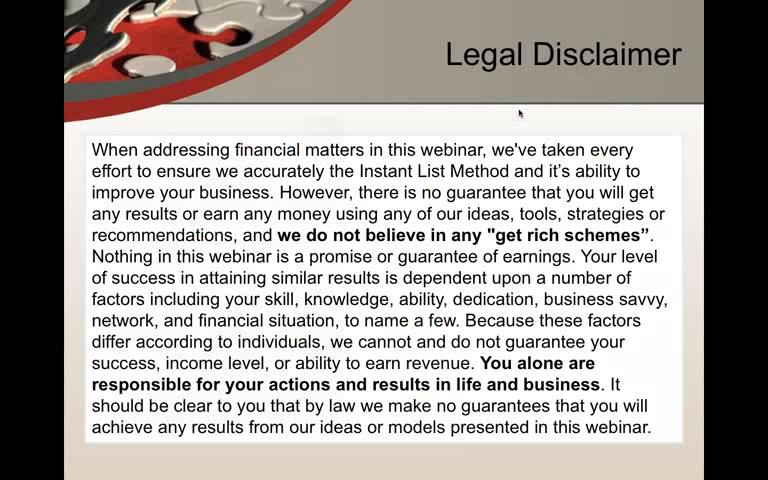 Legal Disclaimer
When addressing financial matters in this webinar, we've taken every
effort to ensure we accurately the Instant List Method and it's ability to
improve your business. However, there is no guarantee that you will get
any results or earn any money using any of our ideas, tools, strategies or
recommendations, and we do not believe in any "get rich schemes”.
Nothing in this webinar is a promise or guarantee of earnings. Your level
of success in attaining similar results is dependent upon a number of
factors including your skill, knowledge, ability, dedication, business savvy,
network, and financial situation, to name a few. Because these factors
differ according to individuals, we cannot and do not guarantee your
success, income level, or ability to earn revenue. You alone are
responsible for your actions and results in life and business. It
should be clear to you that by law we make no guarantees that you will
achieve any results from our ideas or models presented in this webinar.